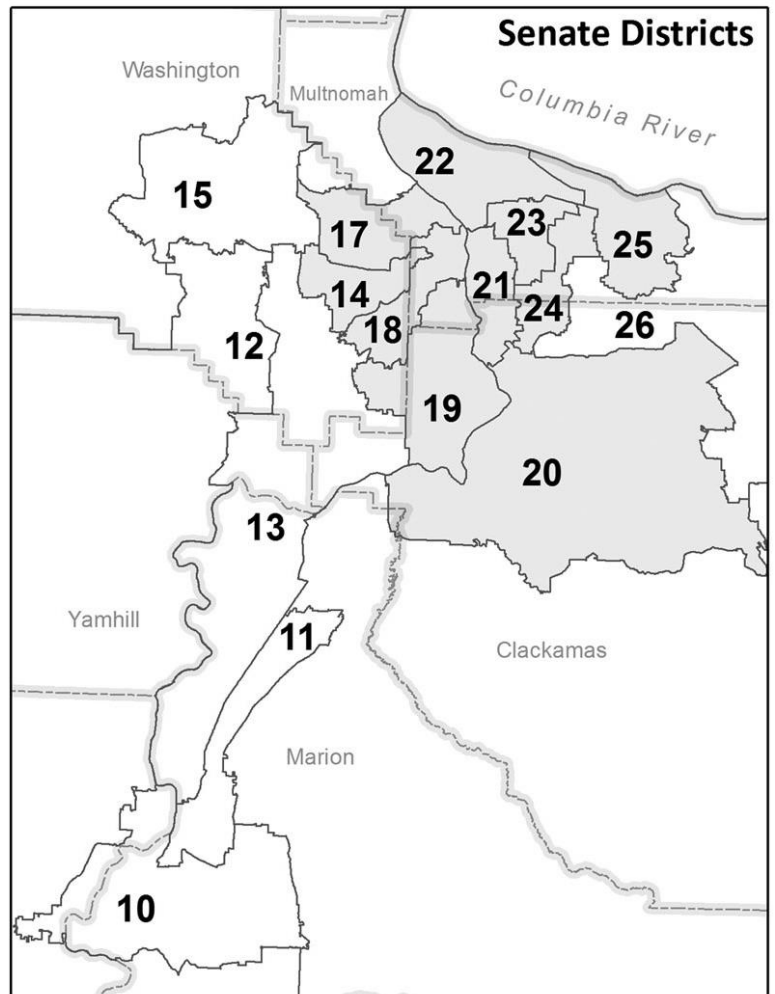 Senate Districts
Washington
Multnomah
Columbia River
22
15
23
17
25
21
14
24
18
26
12
19
20
13
Yamhill
11
Clackamas
Marion
10